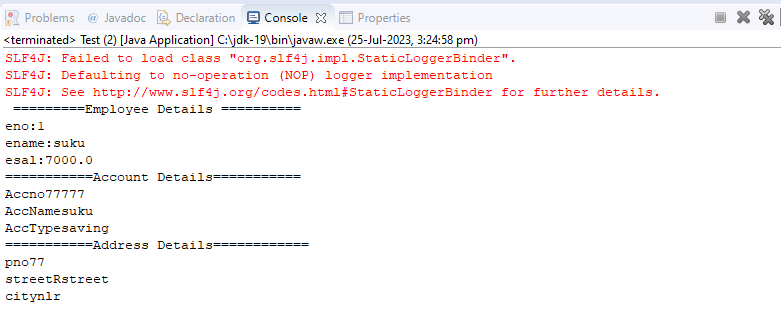 Problems @ Javadoc Declaration Console Properties
<terminated> Test (2) [Java Application] C:\jdk-19\bin\javaw.exe (25-Jul-2023, 3:24:58 pm)
SLF4J: Failed to load class "org.slf4j.impl.StaticLoggerBinder".
SLF4J: Defaulting to no-operation (NOP) logger implementation
SLF4J: See http://www.slf4j.org/codes.html#StaticLoggerBinder for further details.
=========Employee Details ==========
eno:1
ename:suku
esal:7000.0
===========Account Details===========
Accno77777
AccNamesuku
AccTypesaving
===========Address Details============
pno77
streetRstreet
citynlr